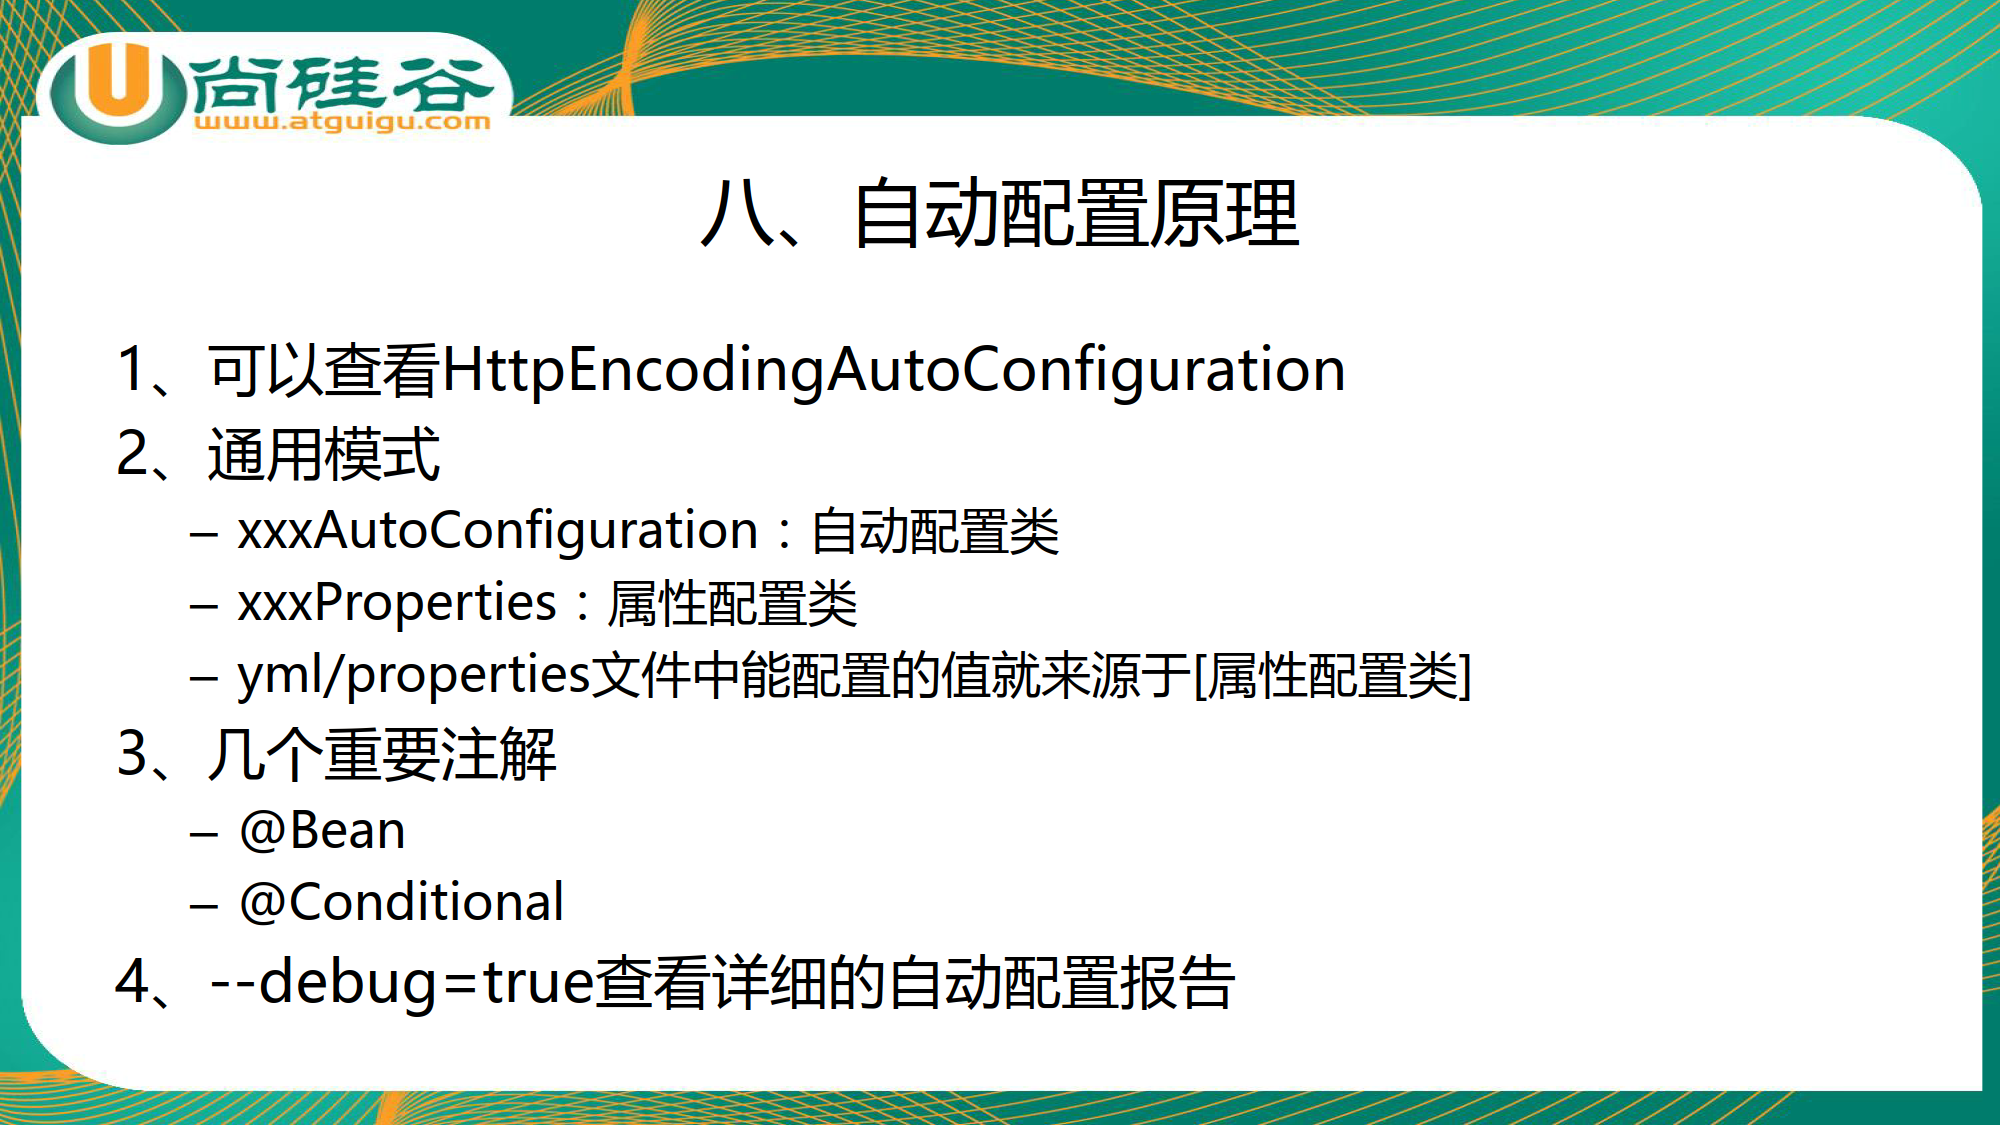 尚硅谷
www.atguigu.com
八、自动配置原理
1、可以查看HttpEncodingAutoConfiguration
2、通用模式
– xxxAutoConfiguration：自动配置类
– xxxProperties：属性配置类
– yml/properties文件中能配置的值就来源于[属性配置类]
3、几个重要注解
– @Bean
– @Conditional
4、--debug=true查看详细的自动配置报告